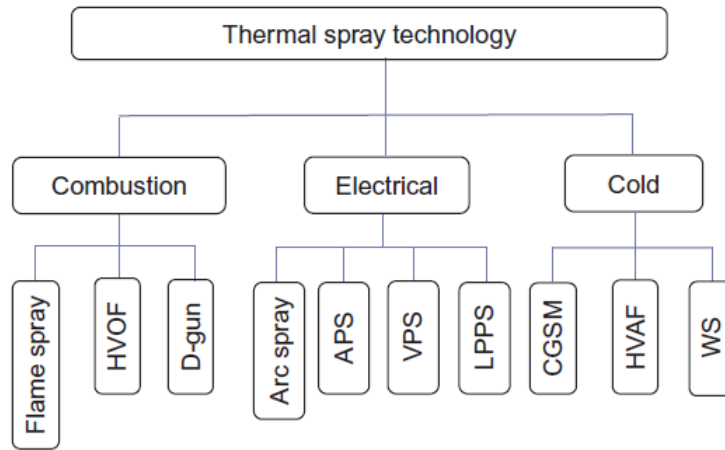 Thermal spray technology
Combustion
Electrical
Cold
Flame spray
HVOF
D-gun
Arc spray
APS
VPS
LPPS
CGSM
HVAF
WS